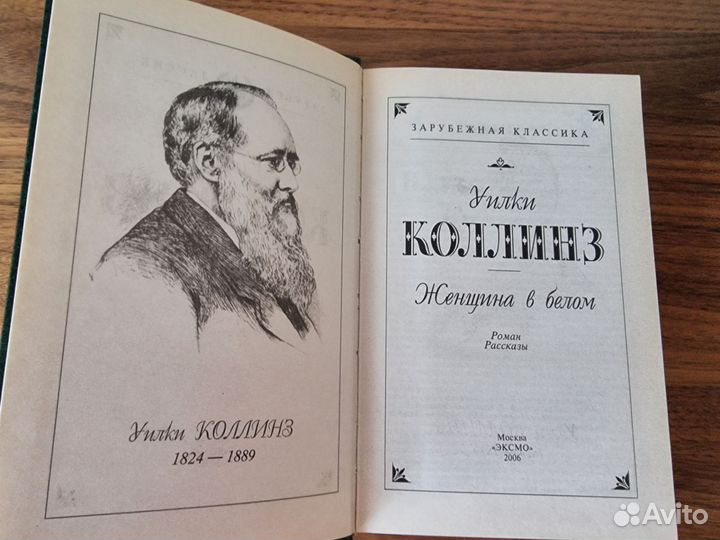 Уилки КОЛЛИНЗ
1824 — 1889
ЗАРУБЕЖНАЯ КЛАССИКА
Уилки
КОЛЛИНЗ
Женщина в белом
Роман
Рассказы
Москва
«ЭКСМО»
2006
Avito